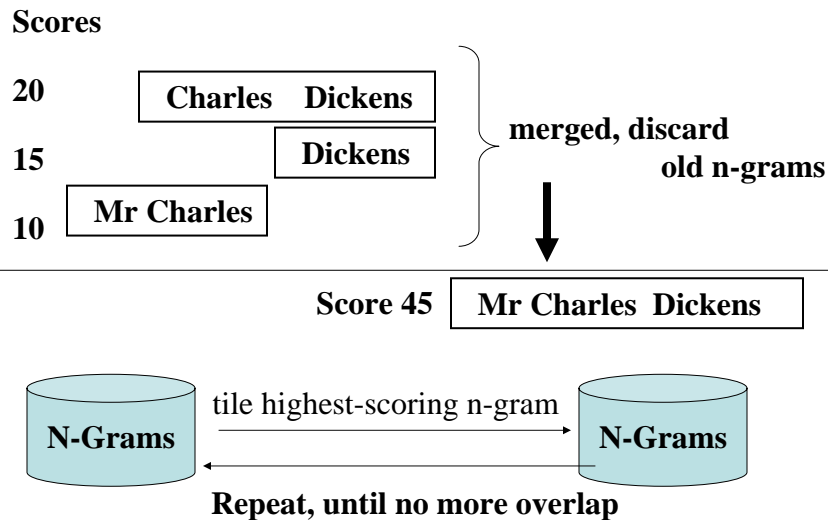 Scores
20
Charles Dickens
15
Dickens
10
Mr Charles
merged, discard
old n-grams
Score 45
Mr Charles Dickens
N-Grams
tile highest-scoring n-gram
N-Grams
Repeat, until no more overlap